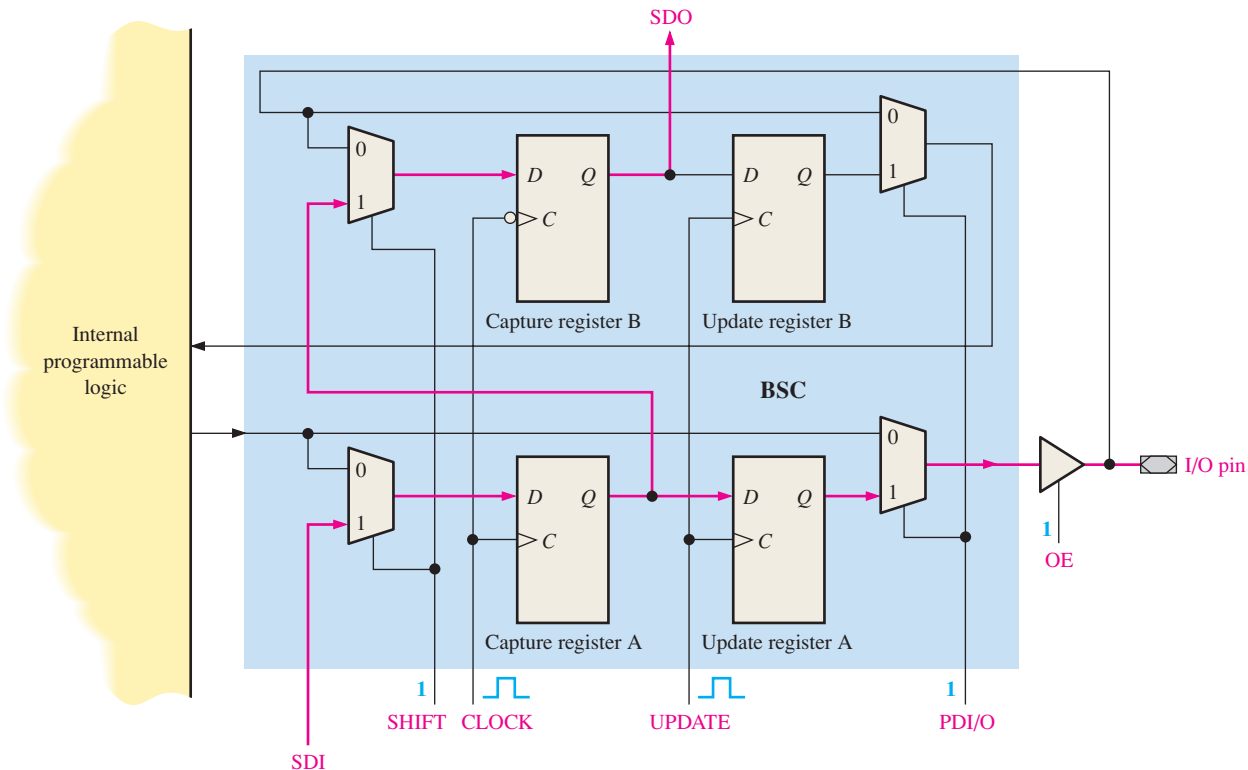 SDO
0
0
1
D Q
D Q
1
C
C
Capture register B
Update register B
Internal
programmable
logic
BSC
0
0
I/O pin
D Q
D Q
1
1
C
C
1
OE
Capture register A
Update register A
1
1
SHIFT
CLOCK
UPDATE
PDI/O
SDI